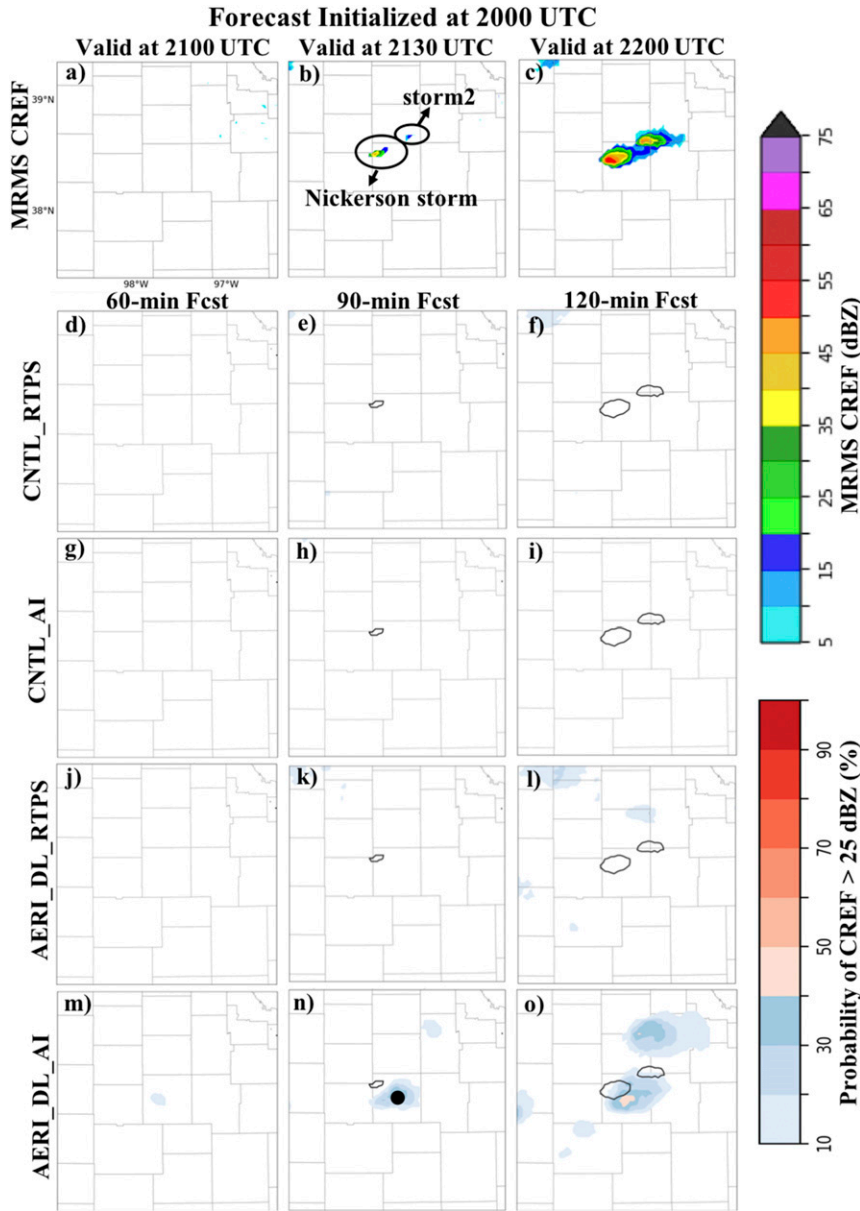 Forecast Initialized at 2000 UTC
Valid at 2100 UTC
Valid at 2130 UTC
Valid at 2200 UTC
MRMS CREF
a)
39°N
38°N
98°W
97°W
b)
storm2
Nickerson storm
c)
60-min Fcst
90-min Fcst
120-min Fcst
CNTL_RTPS
d)
e)
f)
CNTL_AI
g)
h)
i)
AERI_DL_RTPS
j)
k)
l)
AERI_DL_AI
m)
n)
o)
75
65
55
45
35
25
15
5
MRMS CREF (dBZ)
90
70
50
30
10
Probability of CREF > 25 dBZ (%)